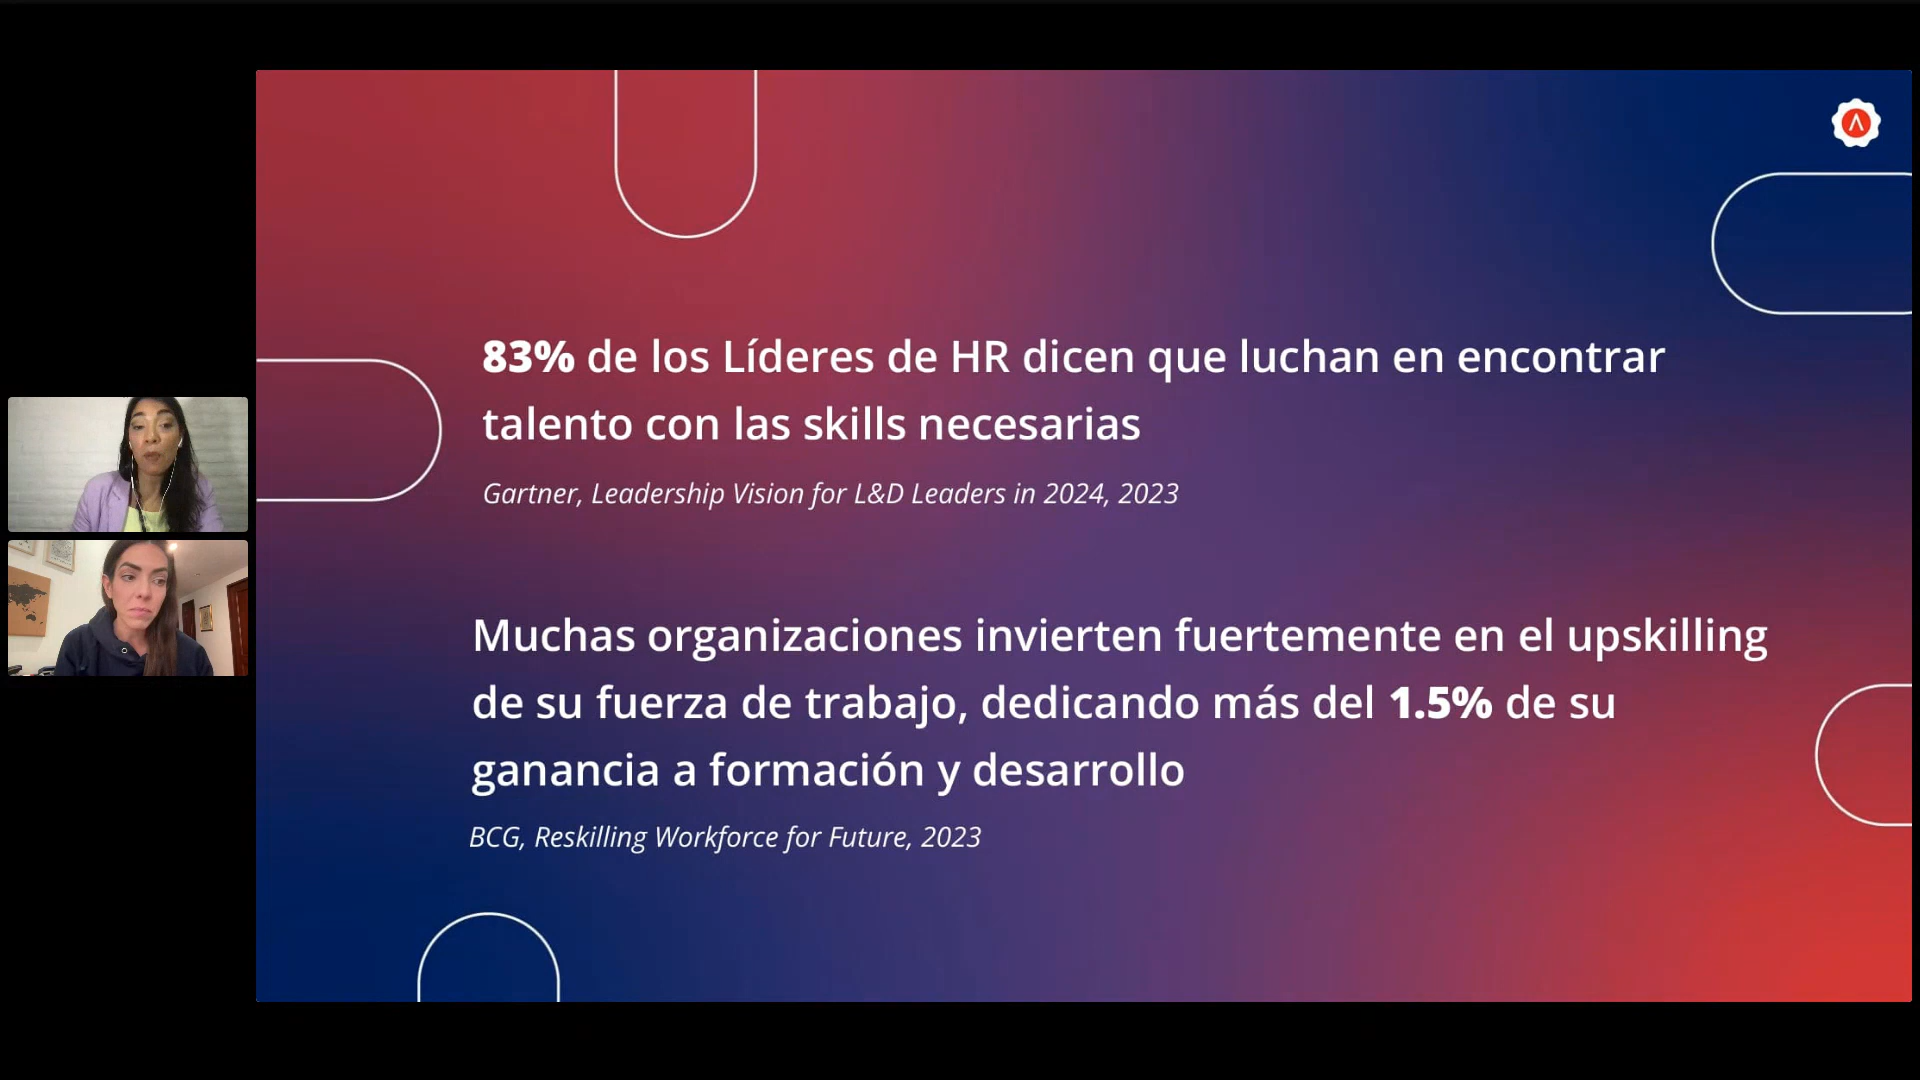 83% de los Líderes de HR dicen que luchan en encontrar
talento con las skills necesarias
Gartner, Leadership Vision for L&D Leaders in 2024, 2023
Muchas organizaciones invierten fuertemente en el upskilling
de su fuerza de trabajo, dedicando más del 1.5% de su
ganancia a formación y desarrollo
BCG, Reskilling Workforce for Future, 2023